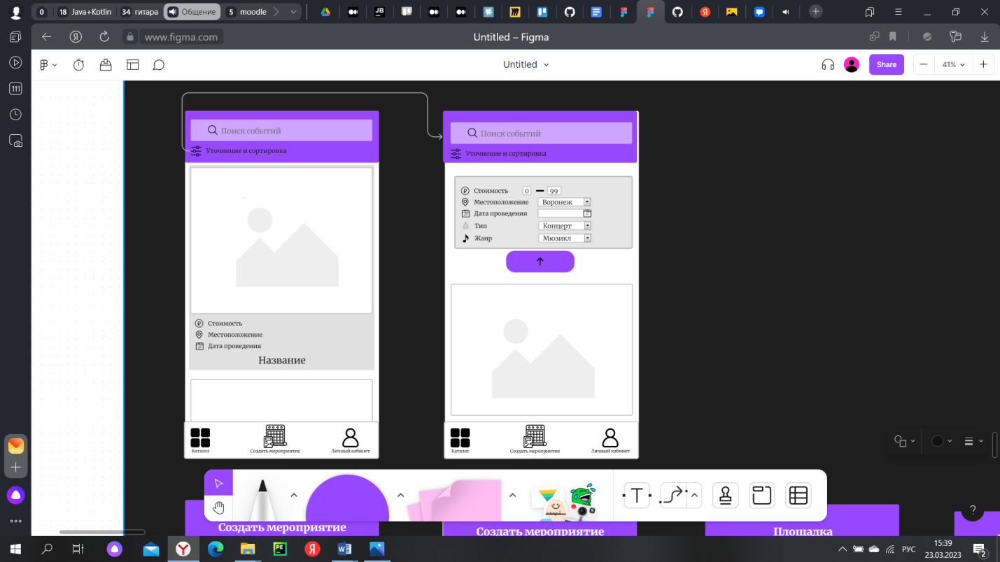 0 18 Java+Kotlin 34 гитара Общение 5 moodle
www.figma.com
Untitled – Figma
Untitled
Share
41%
111
Поиск событий
Уточнение и сортировка
Стоимость
Местоположение
Дата проведения
Название
Каталог
Создать мероприятие
Личный кабинет
Поиск событий
Уточнение и сортировка
Стоимость 0 99
Местоположение Воронеж
Дата проведения
Тип Концерт
Жанр Мюзикл
Каталог
Создать мероприятие
Личный кабинет
T
Создать мероприятие
Создать мероприятие
Площадка
?
РУС
15:39
23.03.2023
2